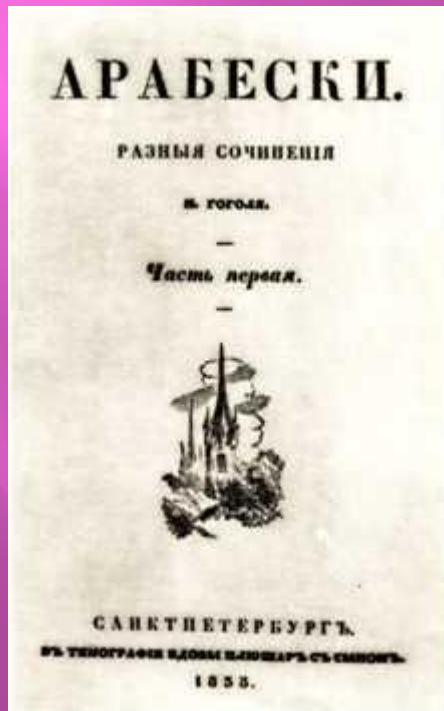 АРАБЕСКИ.
РАЗНЫЯ СОЧИНЕНІЯ
Н. ГОГОЛЯ.
Часть первая.
САНКТПЕТЕРБУРГЪ.
ВЪ ТИПОГРАФІИ ВДОВЫ ПЛЮШАРЪ СЪ СЫНОМЪ.
1835.